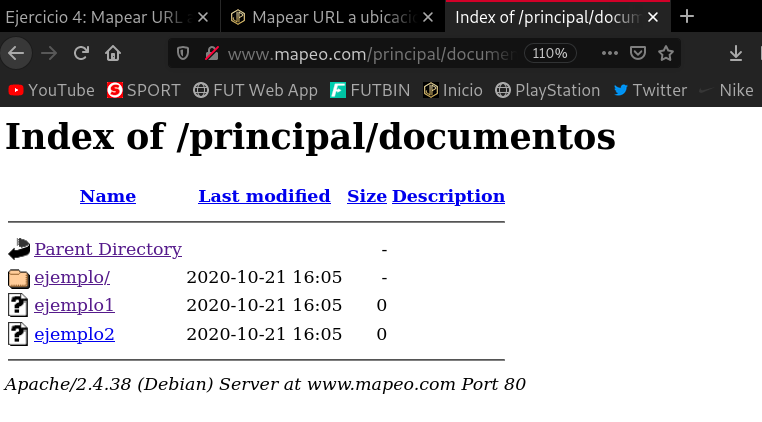 Ejercicio 4: Mapear URL a
Mapear URL a ubicacio
Index of /principal/docum
www.mapeo.com/principal/documen
110%
YouTube SPORT FUT Web App FUTBIN Inicio PlayStation Twitter Nike
Index of /principal/documentos
Name Last modified Size Description
Parent Directory -
ejemplo/ 2020-10-21 16:05 -
ejemplo1 2020-10-21 16:05 0
ejemplo2 2020-10-21 16:05 0
Apache/2.4.38 (Debian) Server at www.mapeo.com Port 80